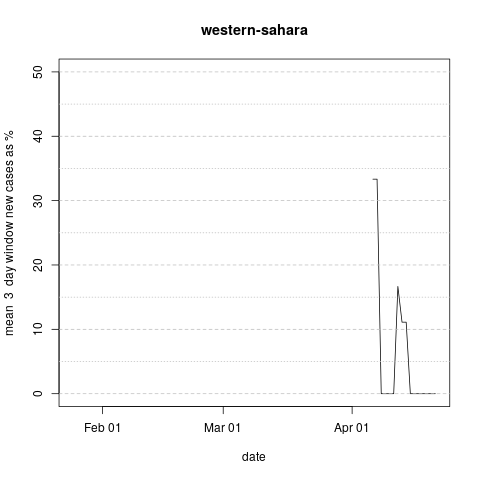 western-sahara
mean 3 day window new cases as %
50
40
30
20
10
0
Feb 01
Mar 01
Apr 01
date